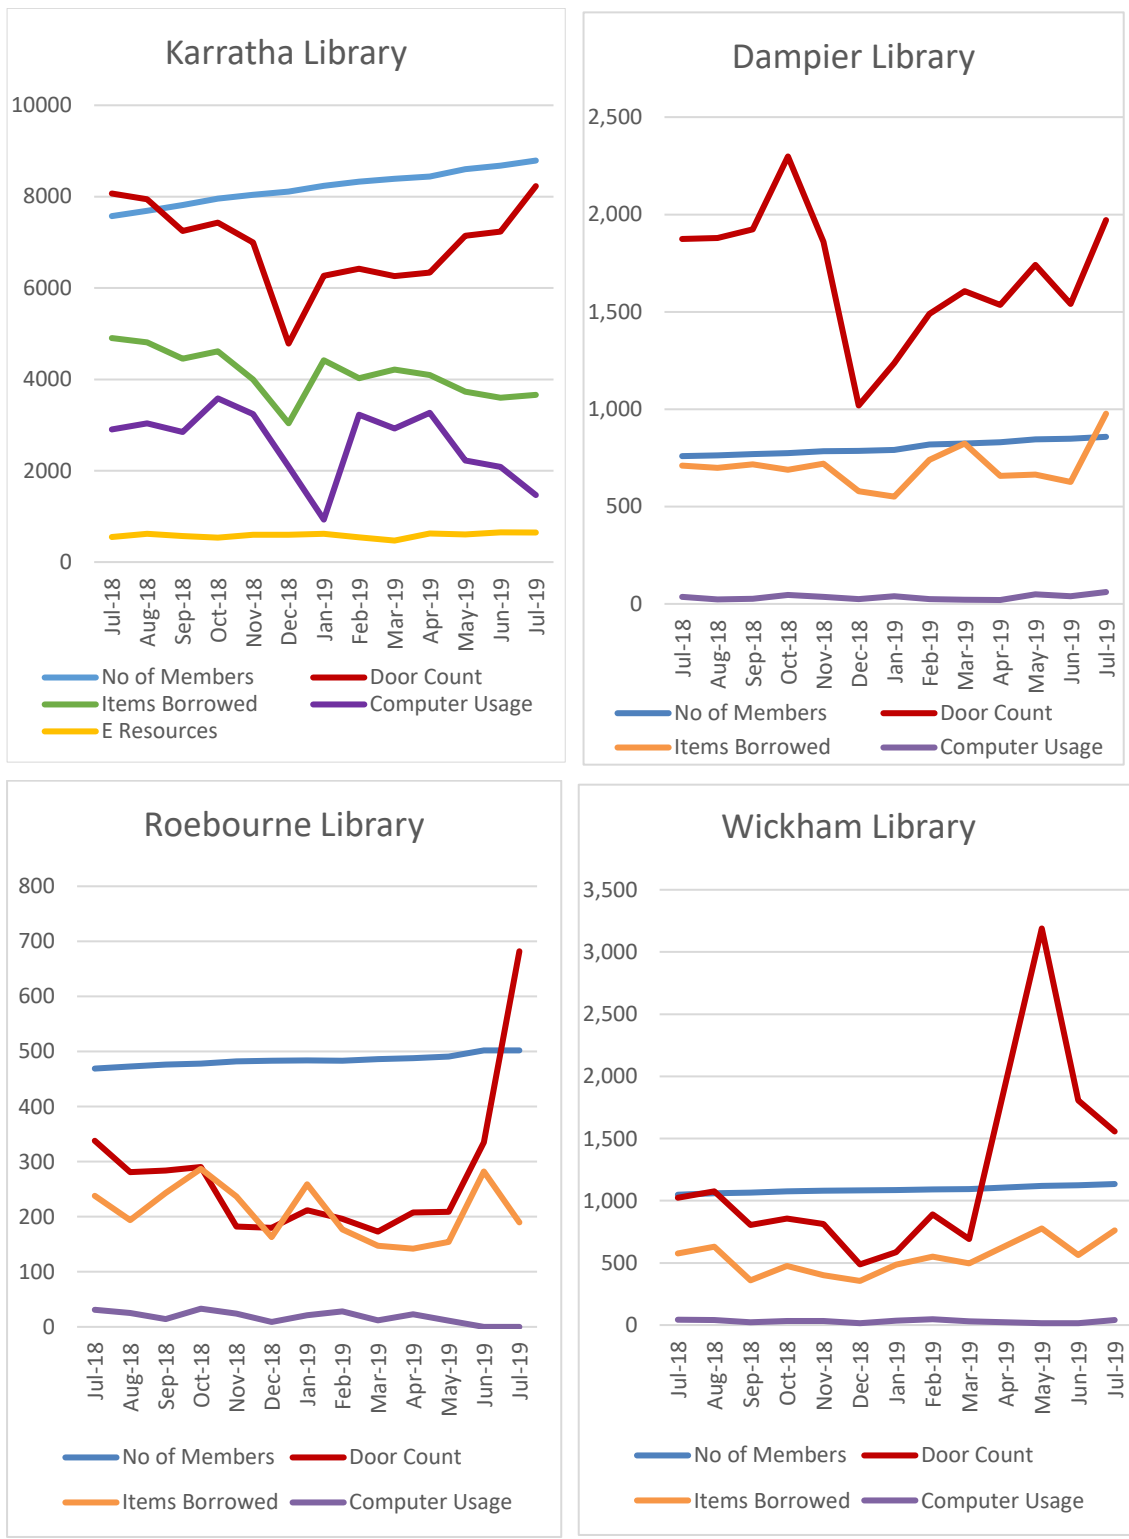 Karratha Library
10000
8000
6000
4000
2000
0
Jul-18
Aug-18
Sep-18
Oct-18
Nov-18
Dec-18
Jan-19
Feb-19
Mar-19
Apr-19
May-19
Jun-19
Jul-19
No of Members
Door Count
Items Borrowed
Computer Usage
E Resources
Dampier Library
2,500
2,000
1,500
1,000
500
0
Jul-18
Aug-18
Sep-18
Oct-18
Nov-18
Dec-18
Jan-19
Feb-19
Mar-19
Apr-19
May-19
Jun-19
Jul-19
No of Members
Door Count
Items Borrowed
Computer Usage
Roebourne Library
800
700
600
500
400
300
200
100
0
Jul-18
Aug-18
Sep-18
Oct-18
Nov-18
Dec-18
Jan-19
Feb-19
Mar-19
Apr-19
May-19
Jun-19
Jul-19
No of Members
Door Count
Items Borrowed
Computer Usage
Wickham Library
3,500
3,000
2,500
2,000
1,500
1,000
500
0
Jul-18
Aug-18
Sep-18
Oct-18
Nov-18
Dec-18
Jan-19
Feb-19
Mar-19
Apr-19
May-19
Jun-19
Jul-19
No of Members
Door Count
Items Borrowed
Computer Usage